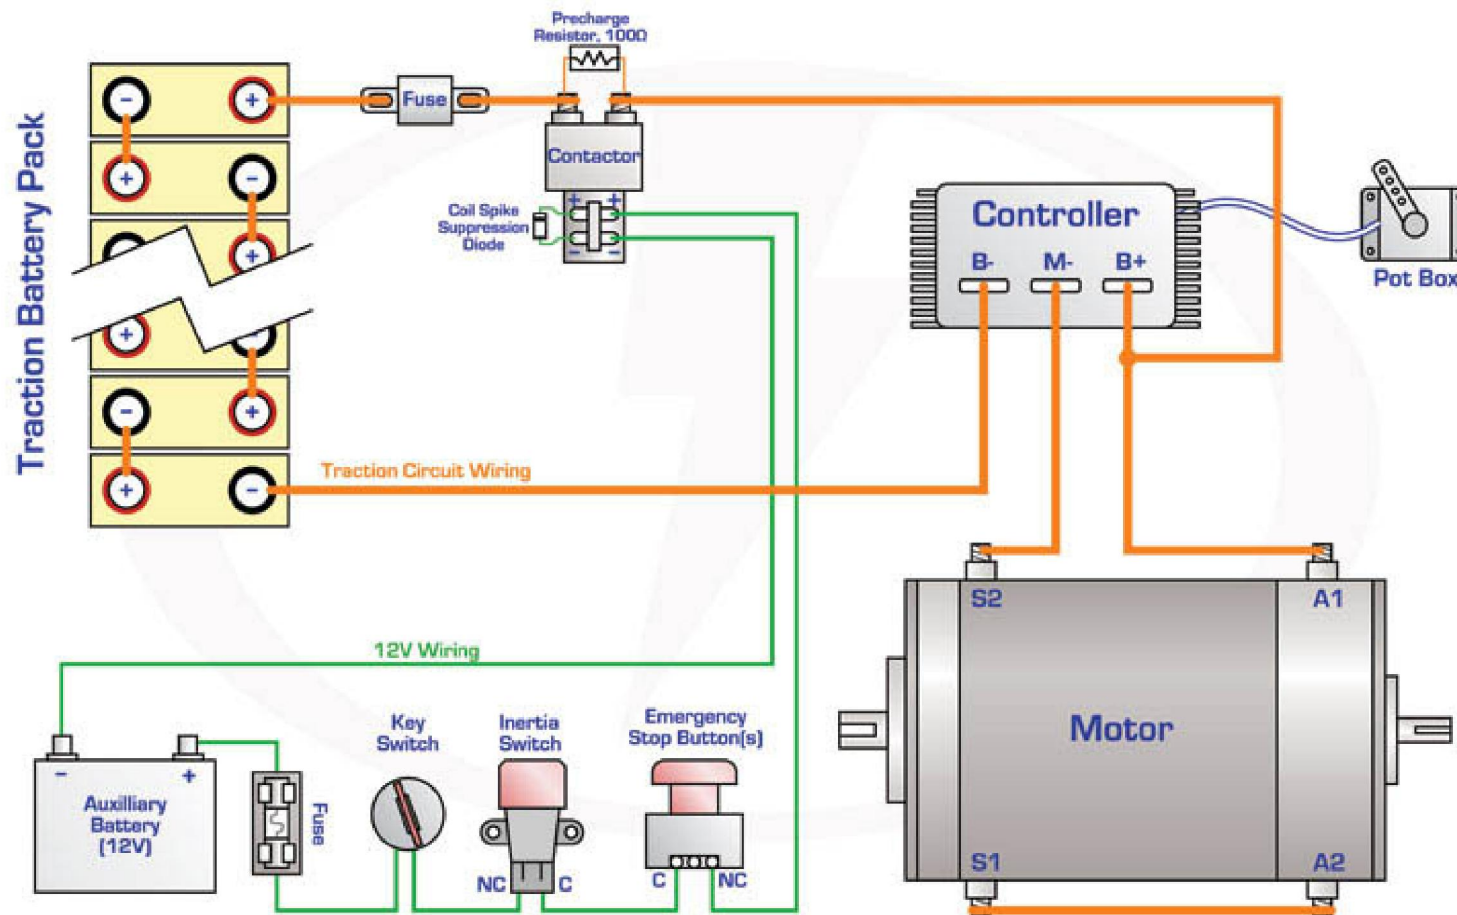 Precharge
Resistor. 100Ω
Traction Battery Pack
-
+
Fuse
+
-
Contactor
+
+
-
-
Coil Spike
Suppression
Diode
+
+
-
-
+
+
-
Traction Circuit Wiring
Controller
B-
M-
B+
Pot Box
12V Wiring
-
+
Auxilliary
Battery
(12V)
Fuse
Key
Switch
Inertia
Switch
NC
C
Emergency
Stop Button(s)
C
NC
S2
A1
Motor
S1
A2